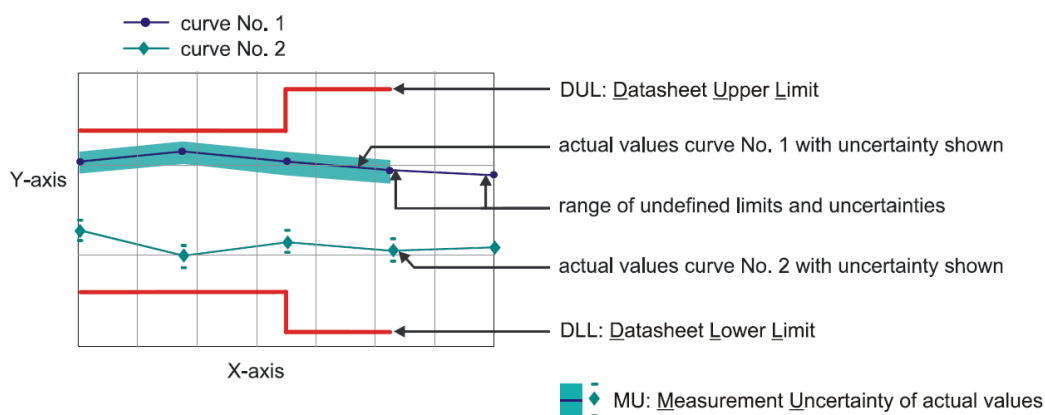 curve No. 1
curve No. 2
DUL: Datasheet Upper Limit
actual values curve No. 1 with uncertainty shown
Y-axis
range of undefined limits and uncertainties
actual values curve No. 2 with uncertainty shown
DLL: Datasheet Lower Limit
X-axis
MU: Measurement Uncertainty of actual values